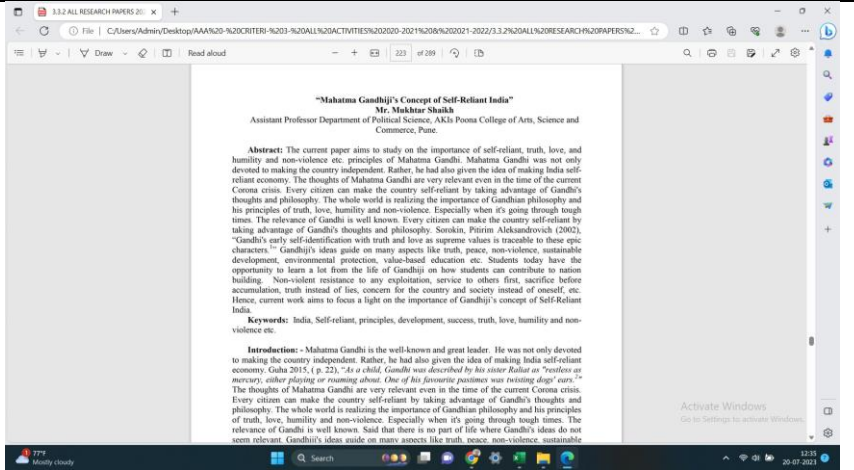 3.3.2 ALL RESEARCH PAPERS 20
File
C:/Users/Admin/Desktop/AAA%20-%20CRITERI-%203-%20ALL%20ACTIVITIES%202020-2021%20&%202021-2022/3.3.2%20ALL%20RESEARCH%20PAPERS%2...
Draw
Read aloud
223 of 289
"Mahatma Gandhiji's Concept of Self-Reliant India"
Mr. Mukhtar Shaikh
Assistant Professor Department of Political Science, AKIs Poona College of Arts, Science and
Commerce, Pune.
Abstract: The current paper aims to study on the importance of self-reliant, truth, love, and
humility and non-violence etc. principles of Mahatma Gandhi. Mahatma Gandhi was not only
devoted to making the country independent. Rather, he had also given the idea of making India self-
reliant economy. The thoughts of Mahatma Gandhi are very relevant even in the time of the current
Corona crisis. Every citizen can make the country self-reliant by taking advantage of Gandhi's
thoughts and philosophy. The whole world is realizing the importance of Gandhian philosophy and
his principles of truth, love, humility and non-violence. Especially when it's going through tough
times. The relevance of Gandhi is well known. Every citizen can make the country self-reliant by
taking advantage of Gandhi's thoughts and philosophy. Sorokin, Pitirim Aleksandrovich (2002),
"Gandhi's early self-identification with truth and love as supreme values is traceable to these epic
characters.2" Gandhiji's ideas guide on many aspects like truth, peace, non-violence, sustainable
development, environmental protection, value-based education etc. Students today have the
opportunity to learn a lot from the life of Gandhiji on how students can contribute to nation
building. Non-violent resistance to any exploitation, service to others first, sacrifice before
accumulation, truth instead of lies, concern for the country and society instead of oneself, etc.
Hence, current work aims to focus a light on the importance of Gandhiji's concept of Self-Reliant
India.
Keywords: India, Self-reliant, principles, development, success, truth, love, humility and non-
violence etc.
Introduction: - Mahatma Gandhi is the well-known and great leader. He was not only devoted
to making the country independent. Rather, he had also given the idea of making India self-reliant
economy. Guha 2015, ( p. 22), "As a child, Gandhi was described by his sister Raliat as "restless as
mercury, either playing or roaming about. One of his favourite pastimes was twisting dogs' ears.2"
The thoughts of Mahatma Gandhi are very relevant even in the time of the current Corona crisis.
Every citizen can make the country self-reliant by taking advantage of Gandhi's thoughts and
philosophy. The whole world is realizing the importance of Gandhian philosophy and his principles
of truth, love, humility and non-violence. Especially when it's going through tough times. The
relevance of Gandhi is well known. Said that there is no part of life where Gandhi's ideas do not
seem relevant. Gandhiji's ideas guide on many aspects like truth, peace, non-violence, sustainable
Activate Windows
Go to Settings to activate Windows.
77°F
Mostly cloudy
Search
12:35
20-07-2023